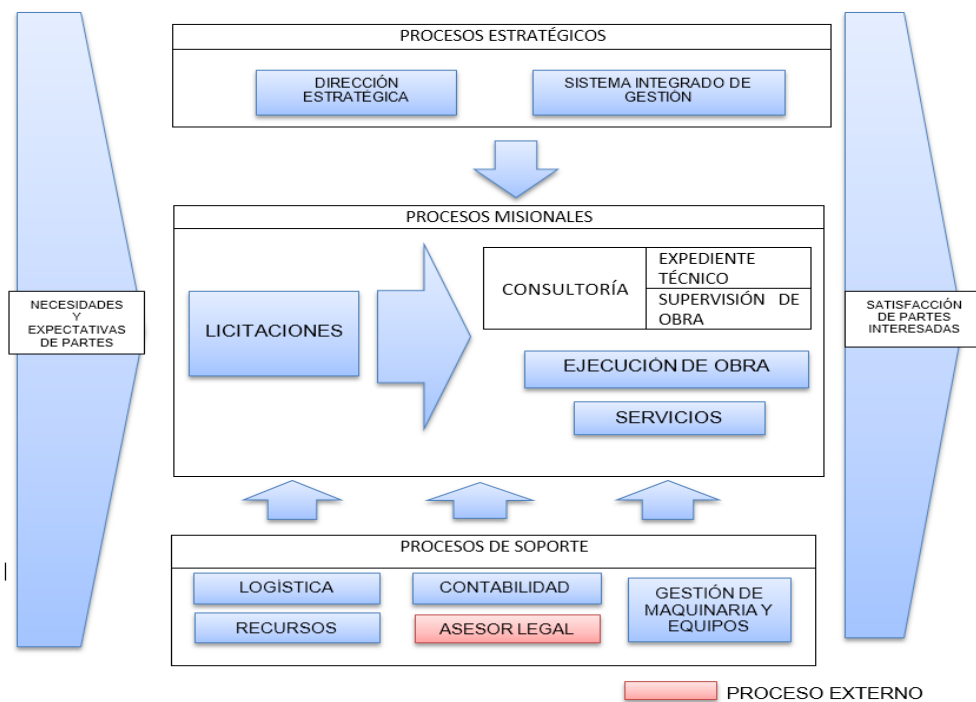 PROCESOS ESTRATÉGICOS
DIRECCIÓN
ESTRATÉGICA
SISTEMA INTEGRADO DE
GESTIÓN
PROCESOS MISIONALES
NECESIDADES
Y
EXPECTATIVAS
DE PARTES
LICITACIONES
CONSULTORÍA
EXPEDIENTE
TÉCNICO
SUPERVISIÓN DE
OBRA
EJECUCIÓN DE OBRA
SERVICIOS
SATISFACCIÓN
DE PARTES
INTERESADAS
PROCESOS DE SOPORTE
LOGÍSTICA
CONTABILIDAD
GESTIÓN DE
MAQUINARIA Y
EQUIPOS
RECURSOS
ASESOR LEGAL
PROCESO EXTERNO